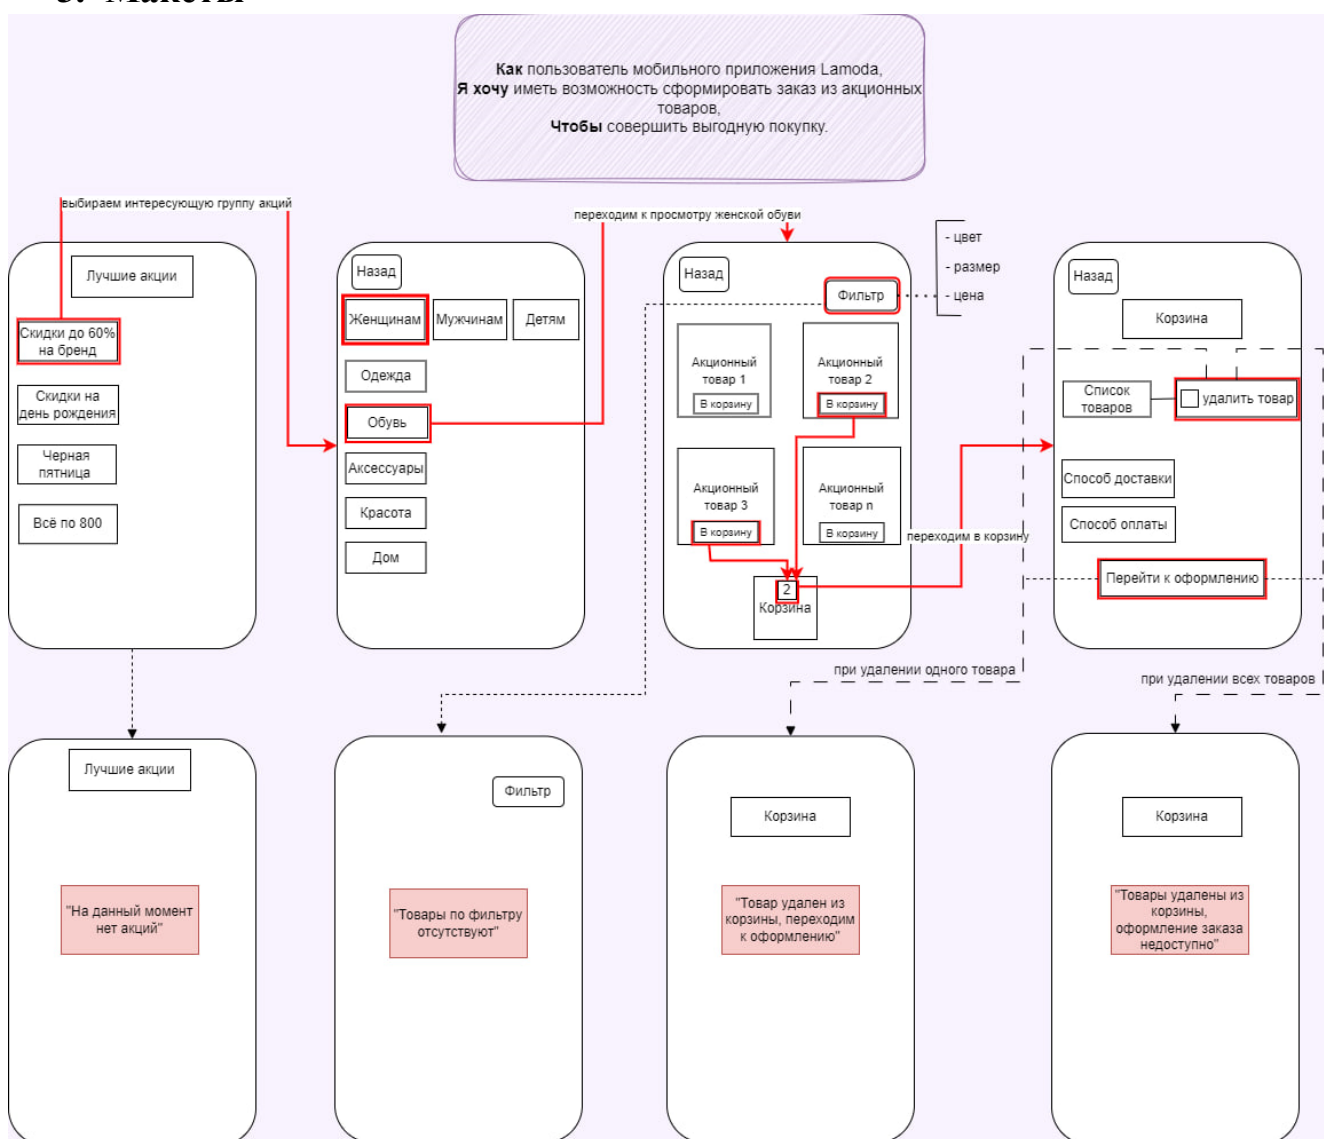 3. Макеты
Как пользователь мобильного приложения Lamoda,
Я хочу иметь возможность сформировать заказ из акционных
товаров,
Чтобы совершить выгодную покупку.
выбираем интересующую группу акций
переходим к просмотру женской обуви
Лучшие акции
Скидки до 60%
на бренд
Скидки на
день рождения
Черная
пятница
Всё по 800
Назад
Женщинам
Мужчинам
Детям
Одежда
Обувь
Аксессуары
Красота
Дом
Назад
Фильтр
- цвет
- размер
- цена
Акционный
товар 1
В корзину
Акционный
товар 2
В корзину
Акционный
товар 3
В корзину
Акционный
товар n
В корзину
2
Корзина
переходим в корзину
Назад
Корзина
Список
товаров
удалить товар
Способ доставки
Способ оплаты
Перейти к оформлению
при удалении одного товара
при удалении всех товаров
Лучшие акции
"На данный момент
нет акций"
Фильтр
"Товары по фильтру
отсутствуют"
Корзина
"Товар удален из
корзины, переходим
к оформлению"
Корзина
"Товары удалены из
корзины,
оформление заказа
недоступно"